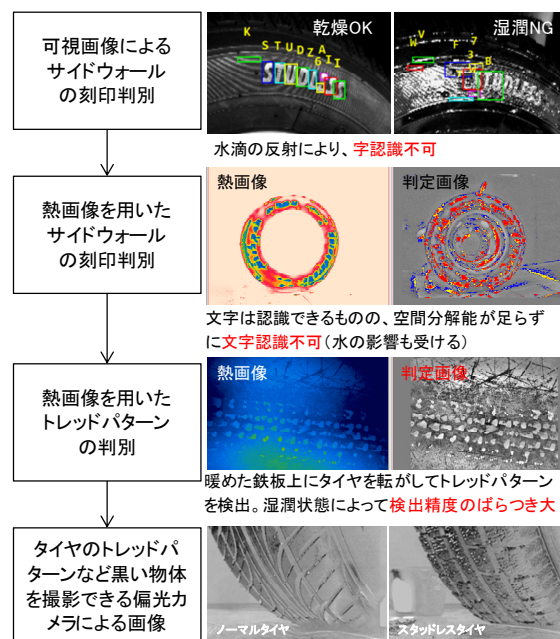 可視画像による
サイドウォール
の刻印判別
乾燥OK
K
S T U D Z 6 I I
A
湿潤NG
水滴の反射により、字認識不可
熱画像を用いた
サイドウォール
の刻印判別
熱画像
判定画像
文字は認識できるものの、空間分解能が足らず
に文字認識不可(水の影響も受ける)
熱画像を用いた
トレッドパターン
の判別
熱画像
判定画像
暖めた鉄板上にタイヤを転がしてトレッドパターン
を検出。湿潤状態によって検出精度のばらつき大
タイヤのトレッドパ
ターンなど黒い物体
を撮影できる偏光カ
メラによる画像
ノーマルタイヤ
スタッドレスタイヤ